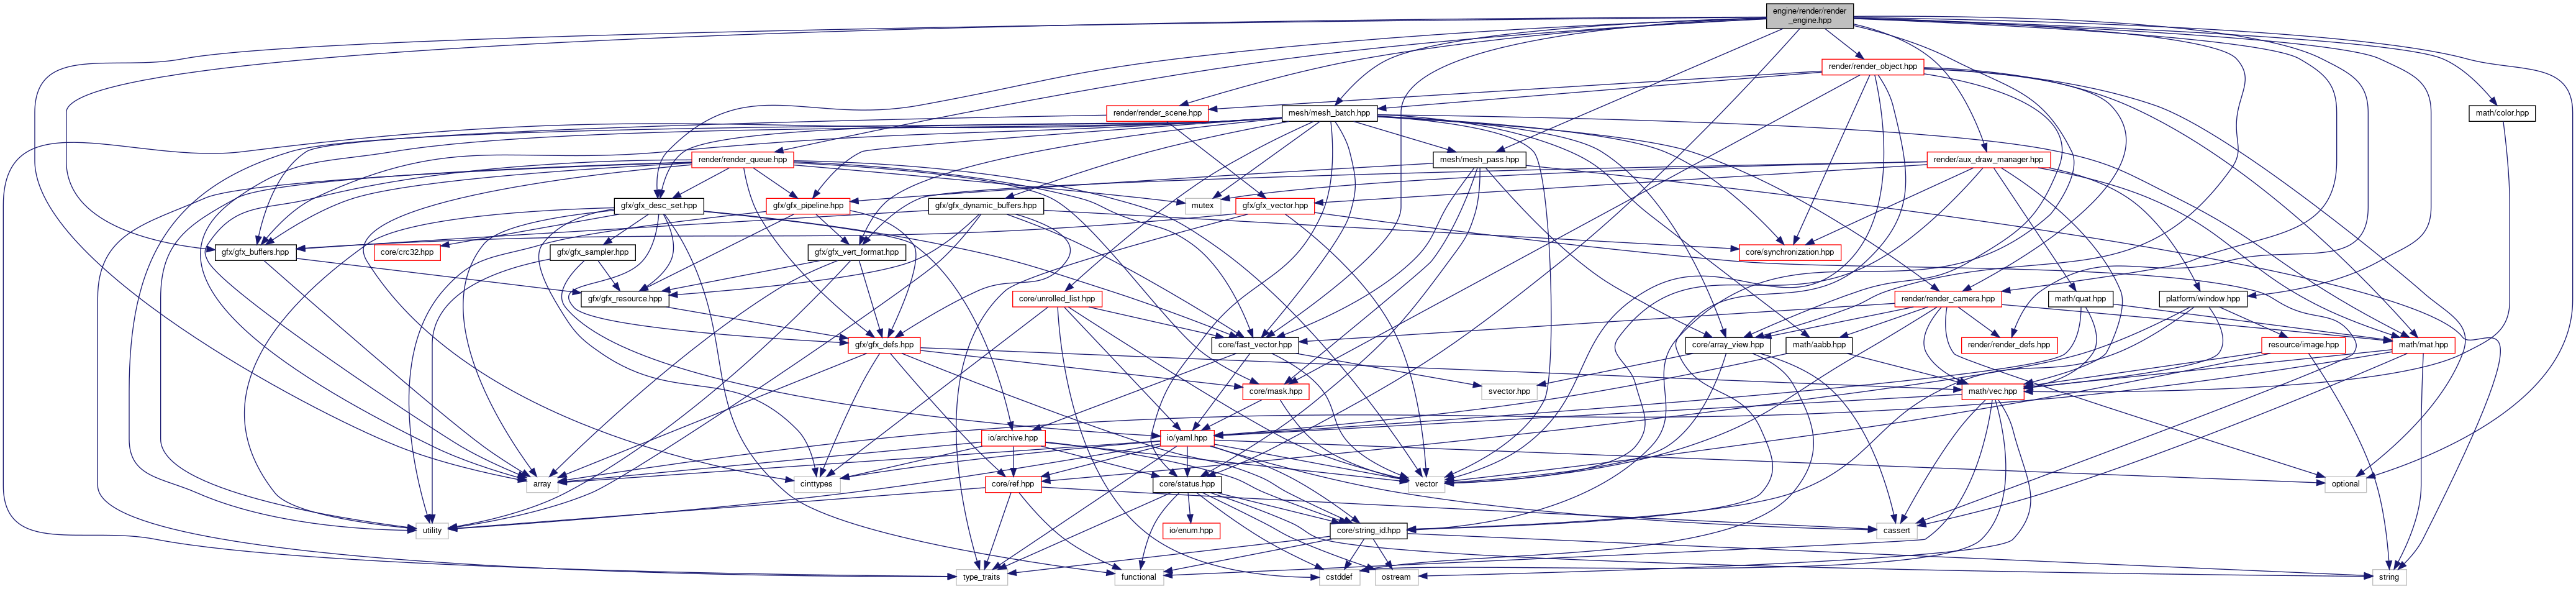 engine/render/render
_engine.hpp
render/render_object.hpp
render/render_scene.hpp
mesh/mesh_batch.hpp
math/color.hpp
render/render_queue.hpp
mesh/mesh_pass.hpp
render/aux_draw_manager.hpp
gfx/gfx_desc_set.hpp
gfx/gfx_pipeline.hpp
gfx/gfx_dynamic_buffers.hpp
mutex
gfx/gfx_vector.hpp
gfx/gfx_buffers.hpp
core/crc32.hpp
gfx/gfx_sampler.hpp
gfx/gfx_vert_format.hpp
core/synchronization.hpp
gfx/gfx_resource.hpp
core/unrolled_list.hpp
render/render_camera.hpp
math/quat.hpp
platform/window.hpp
gfx/gfx_defs.hpp
core/fast_vector.hpp
core/array_view.hpp
math/aabb.hpp
render/render_defs.hpp
resource/image.hpp
math/mat.hpp
core/mask.hpp
svector.hpp
math/vec.hpp
io/archive.hpp
io/yaml.hpp
array
cinttypes
core/ref.hpp
core/status.hpp
vector
optional
utility
io/enum.hpp
core/string_id.hpp
cassert
type_traits
functional
cstddef
ostream
string